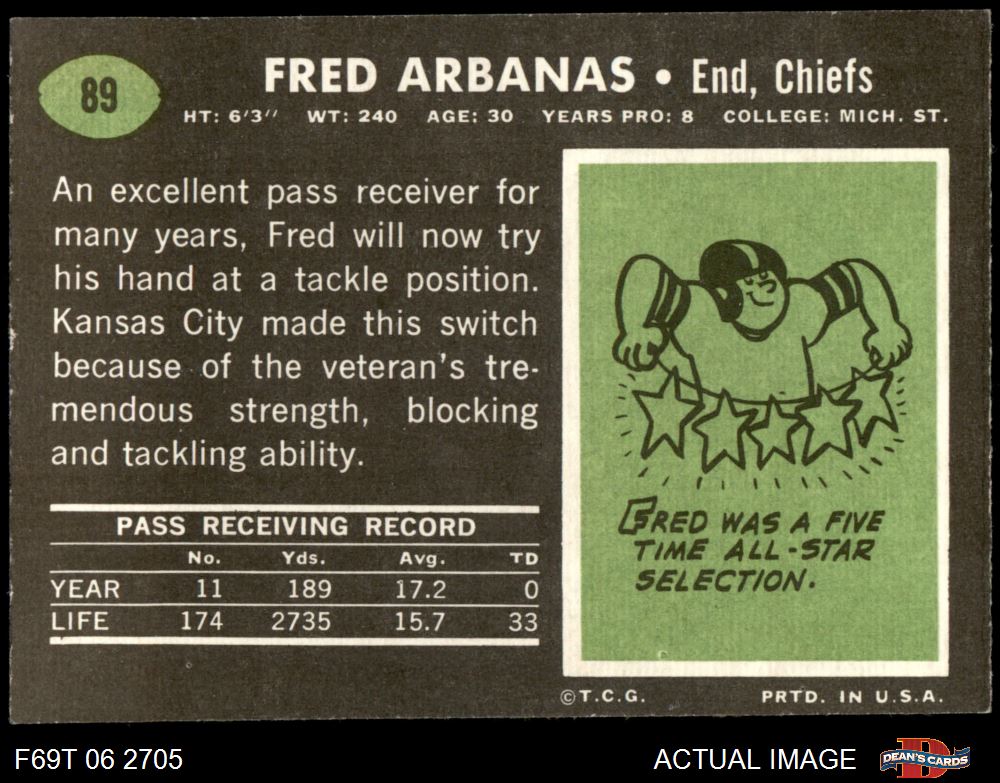 89
FRED ARBANAS • End, Chiefs
HT: 6'3" WT: 240 AGE: 30 YEARS PRO: 8 COLLEGE: MICH. ST.
An excellent pass receiver for
many years, Fred will now try
his hand at a tackle position.
Kansas City made this switch
because of the veteran's tre-
mendous strength, blocking
and tackling ability.
PASS RECEIVING RECORD
No. Yds. Avg. TD
YEAR 11 189 17.2 0
LIFE 174 2735 15.7 33
FRED WAS A FIVE
TIME ALL-STAR
SELECTION.
©T.C.G. PRTD. IN U.S.A.
F69T 06 2705 ACTUAL IMAGE
D
DEAN'S CARDS